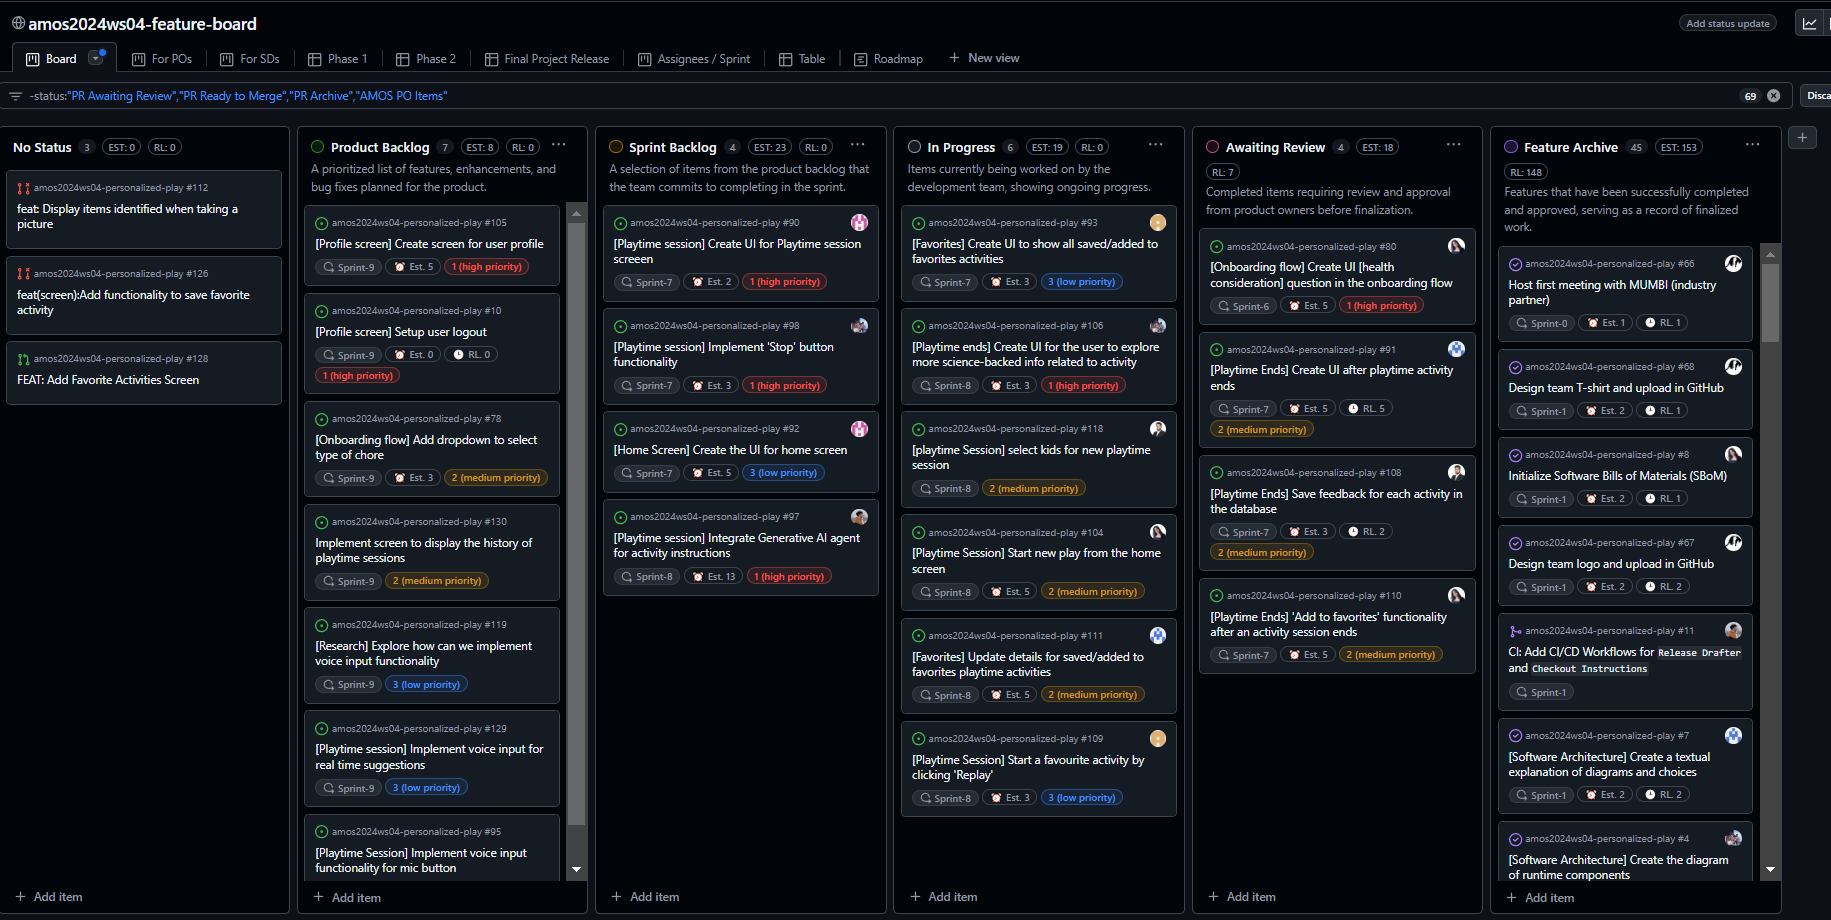 amos2024ws04-feature-board
Add status update
Board
For POs
For SDs
Phase 1
Phase 2
Final Project Release
Assignees / Sprint
Table
Roadmap
New view
-status:"PR Awaiting Review","PR Ready to Merge","PR Archive","AMOS PO Items"
69
Disca
No Status 3 EST: 0 RL: 0
amos2024ws04-personalized-play #112
feat: Display items identified when taking a
picture
amos2024ws04-personalized-play #126
feat(screen):Add functionality to save favorite
activity
amos2024ws04-personalized-play #128
FEAT: Add Favorite Activities Screen
Add item
Product Backlog 7 EST: 8 RL: 0
A prioritized list of features, enhancements, and
bug fixes planned for the product.
amos2024ws04-personalized-play #105
[Profile screen] Create screen for user profile
Sprint-9 Est. 5 1 (high priority)
amos2024ws04-personalized-play #10
[Profile screen] Setup user logout
Sprint-9 Est. 0 RL. 0
1 (high priority)
amos2024ws04-personalized-play #78
[Onboarding flow] Add dropdown to select
type of chore
Sprint-9 Est. 3 2 (medium priority)
amos2024ws04-personalized-play #130
Implement screen to display the history of
playtime sessions
Sprint-9 2 (medium priority)
amos2024ws04-personalized-play #119
[Research] Explore how can we implement
voice input functionality
Sprint-9 3 (low priority)
amos2024ws04-personalized-play #129
[Playtime session] Implement voice input for
real time suggestions
Sprint-9 3 (low priority)
amos2024ws04-personalized-play #95
[Playtime Session] Implement voice input
functionality for mic button
Add item
Sprint Backlog 4 EST: 23 RL: 0
A selection of items from the product backlog that
the team commits to completing in the sprint.
amos2024ws04-personalized-play #90
[Playtime session] Create UI for Playtime session
screeen
Sprint-7 Est. 2 1 (high priority)
amos2024ws04-personalized-play #98
[Playtime session] Implement 'Stop' button
functionality
Sprint-7 Est. 3 1 (high priority)
amos2024ws04-personalized-play #92
[Home Screen] Create the UI for home screen
Sprint-7 Est. 5 3 (low priority)
amos2024ws04-personalized-play #97
[Playtime session] Integrate Generative AI agent
for activity instructions
Sprint-8 Est. 13 1 (high priority)
Add item
In Progress 6 EST: 19 RL: 0
Items currently being worked on by the
development team, showing ongoing progress.
amos2024ws04-personalized-play #93
[Favorites] Create UI to show all saved/added to
favorites activities
Sprint-7 Est. 3 3 (low priority)
amos2024ws04-personalized-play #106
[Playtime ends] Create UI for the user to explore
more science-backed info related to activity
Sprint-8 Est. 3 1 (high priority)
amos2024ws04-personalized-play #118
[playtime Session] select kids for new playtime
session
Sprint-8 2 (medium priority)
amos2024ws04-personalized-play #104
[Playtime Session] Start new play from the home
screen
Sprint-8 Est. 5 2 (medium priority)
amos2024ws04-personalized-play #111
[Favorites] Update details for saved/added to
favorites playtime activities
Sprint-8 Est. 5 2 (medium priority)
amos2024ws04-personalized-play #109
[Playtime Session] Start a favourite activity by
clicking 'Replay'
Sprint-8 Est. 3 3 (low priority)
Add item
Awaiting Review 4 EST: 18
RL: 7
Completed items requiring review and approval
from product owners before finalization.
amos2024ws04-personalized-play #80
[Onboarding flow] Create UI [health
consideration] question in the onboarding flow
Sprint-6 Est. 5 1 (high priority)
amos2024ws04-personalized-play #91
[Playtime Ends] Create UI after playtime activity
ends
Sprint-7 Est. 5 RL. 5
2 (medium priority)
amos2024ws04-personalized-play #108
[Playtime Ends] Save feedback for each activity in
the database
Sprint-7 Est. 3 RL. 2
2 (medium priority)
amos2024ws04-personalized-play #110
[Playtime Ends] 'Add to favorites' functionality
after an activity session ends
Sprint-7 Est. 5 2 (medium priority)
Add item
Feature Archive 45 EST: 153
RL: 148
Features that have been successfully completed
and approved, serving as a record of finalized
work.
amos2024ws04-personalized-play #66
Host first meeting with MUMBI (industry
partner)
Sprint-0 Est. 1 RL. 1
amos2024ws04-personalized-play #68
Design team T-shirt and upload in GitHub
Sprint-1 Est. 2 RL. 1
amos2024ws04-personalized-play #8
Initialize Software Bills of Materials (SBoM)
Sprint-1 Est. 2 RL. 1
amos2024ws04-personalized-play #67
Design team logo and upload in GitHub
Sprint-1 Est. 2 RL. 2
amos2024ws04-personalized-play #11
CI: Add CI/CD Workflows for Release Drafter
and Checkout Instructions
Sprint-1
amos2024ws04-personalized-play #7
[Software Architecture] Create a textual
explanation of diagrams and choices
Sprint-1 Est. 2 RL. 2
amos2024ws04-personalized-play #4
[Software Architecture] Create the diagram
of runtime components
Add item